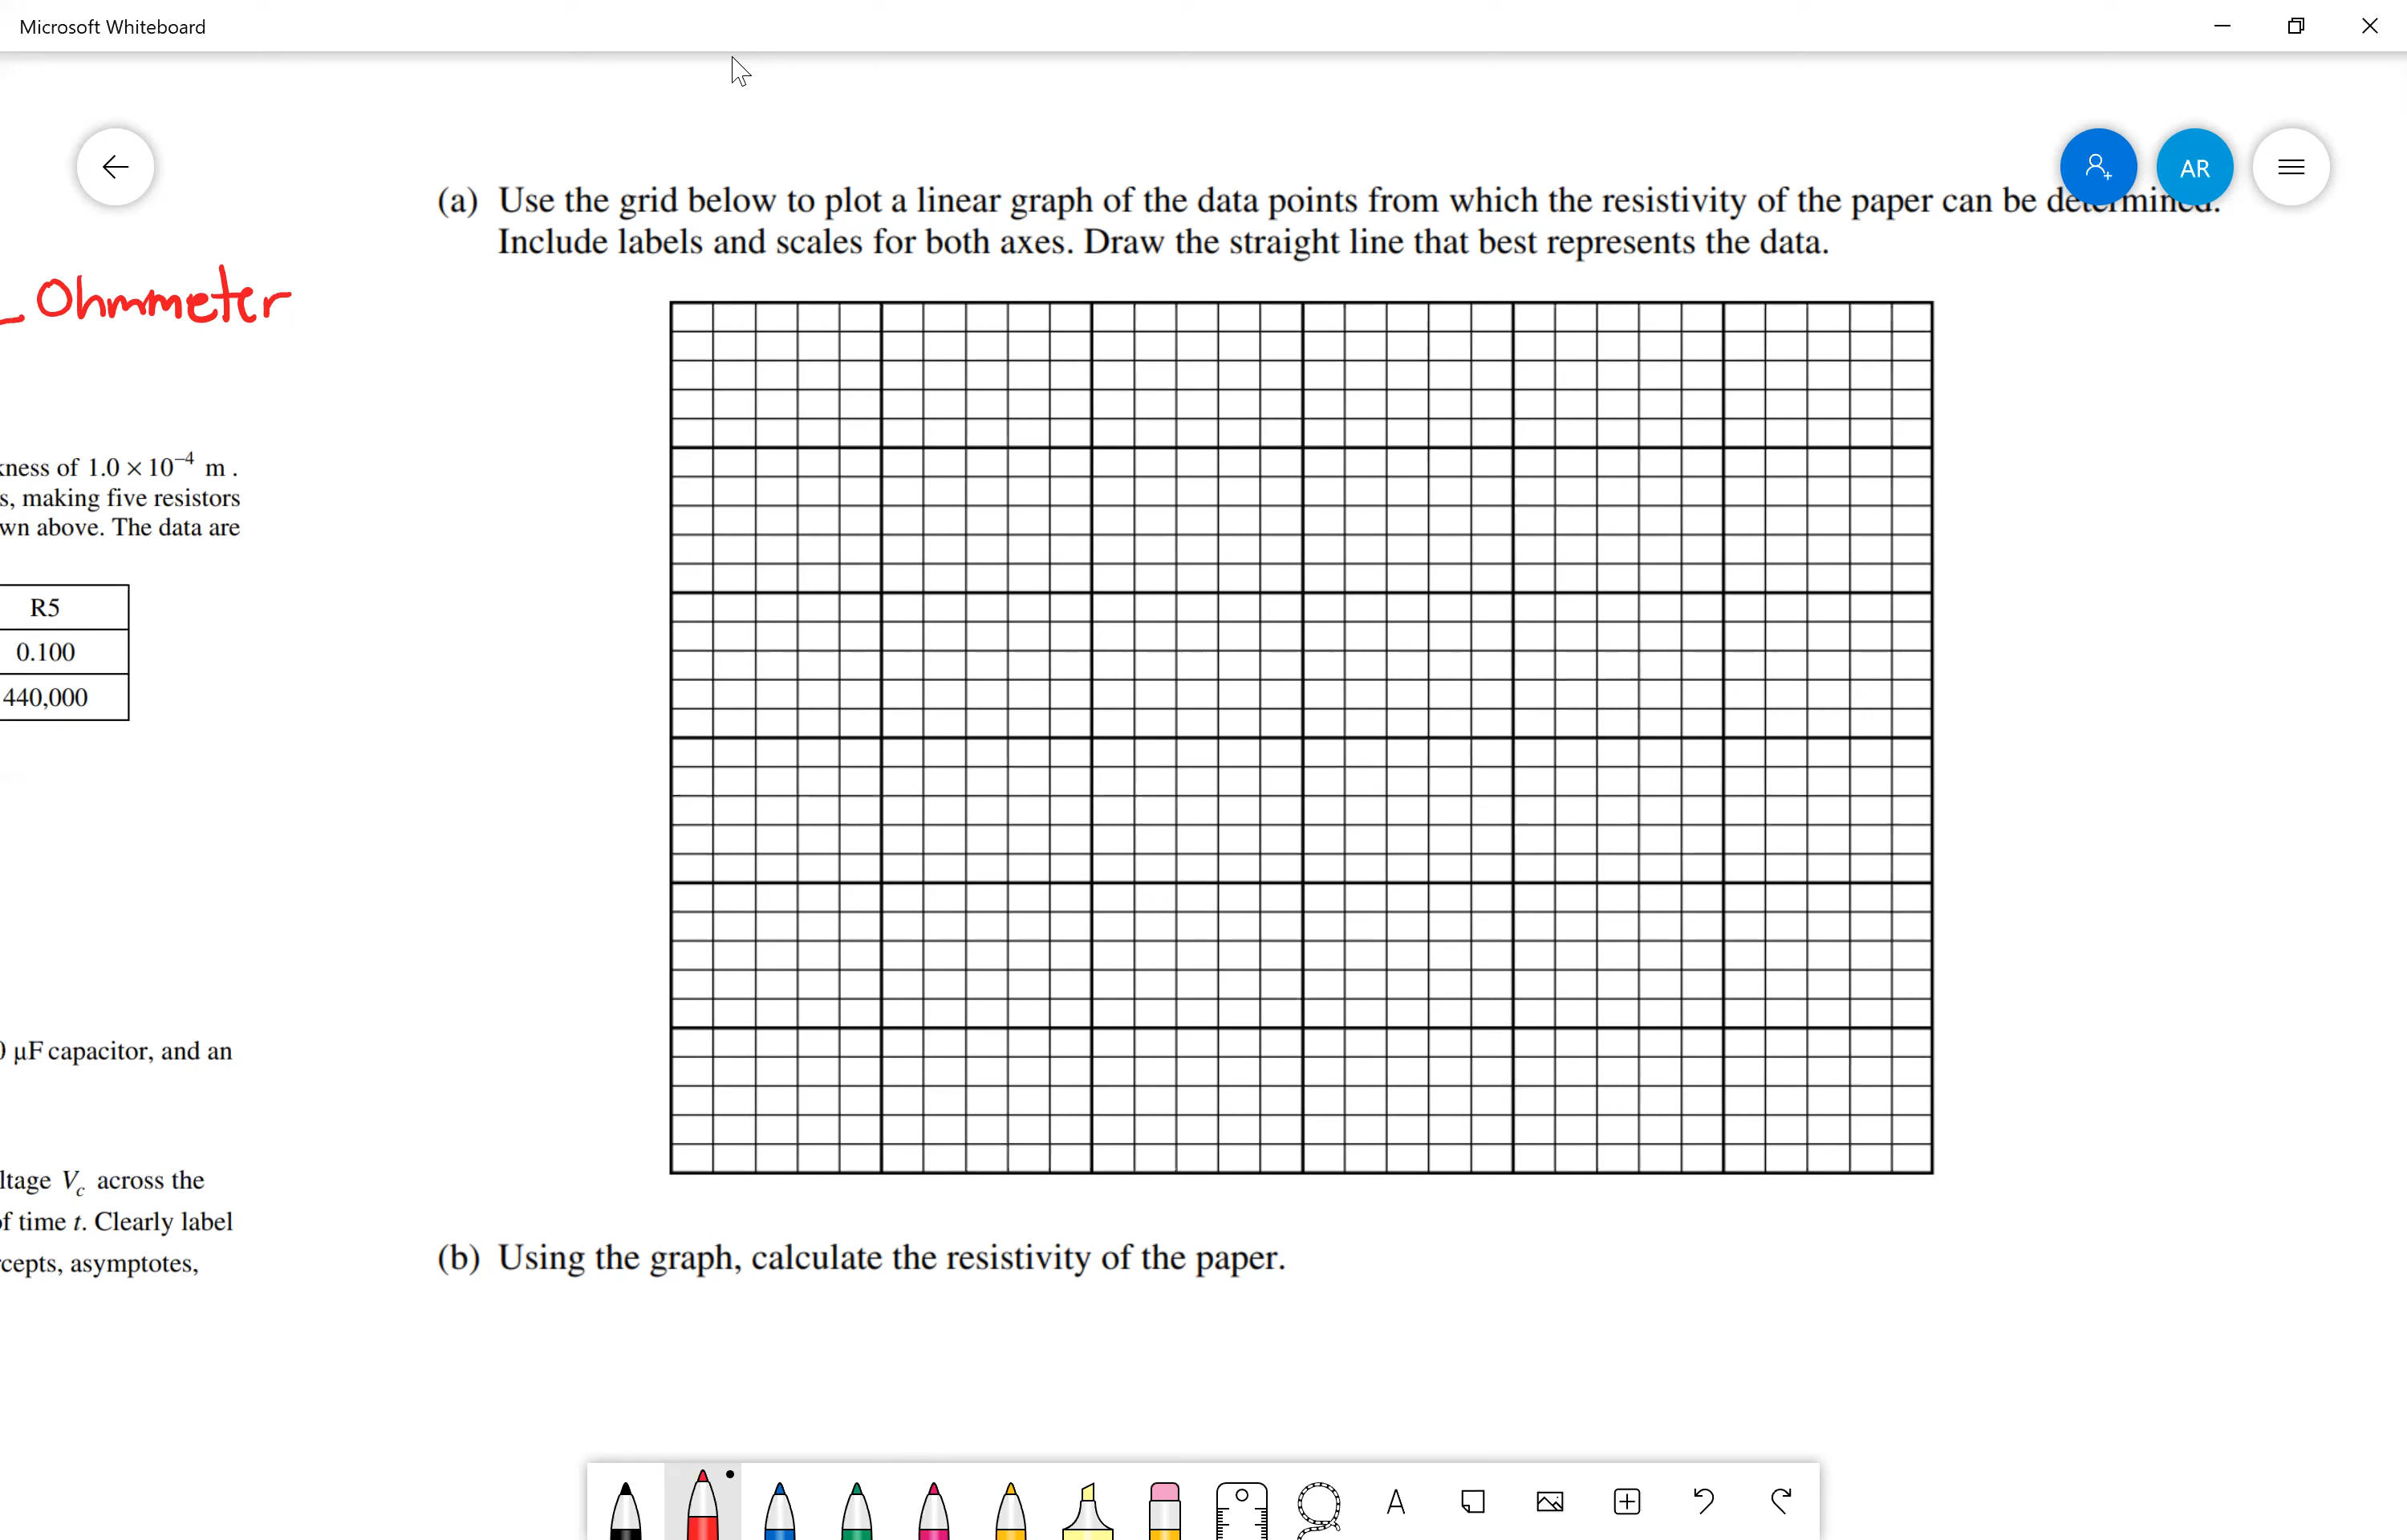 Microsoft Whiteboard
AR
(a) Use the grid below to plot a linear graph of the data points from which the resistivity of the paper can be determined.
Include labels and scales for both axes. Draw the straight line that best represents the data.
Ohmmeter
kness of 1.0 × 10⁻⁴ m .
s, making five resistors
wn above. The data are
R5
0.100
440,000
0 μF capacitor, and an
ltage V_c across the
of time t. Clearly label
rcepts, asymptotes,
(b) Using the graph, calculate the resistivity of the paper.